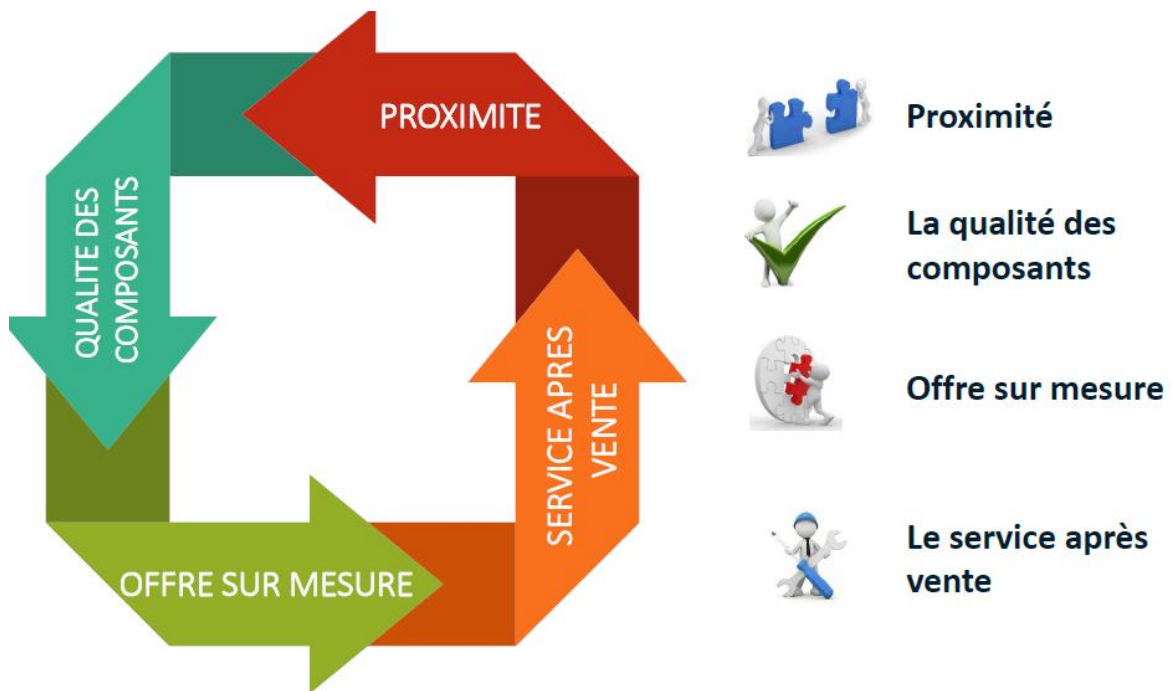 PROXIMITE
QUALITE DES
COMPOSANTS
OFFRE SUR MESURE
SERVICE APRES
VENTE
Proximité
La qualité des
composants
Offre sur mesure
Le service après
vente